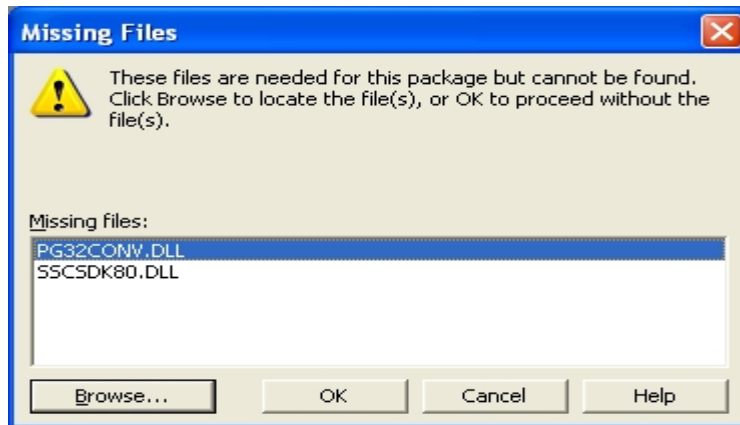 Missing Files
These files are needed for this package but cannot be found.
Click Browse to locate the file(s), or OK to proceed without the
file(s).
Missing files:
PG32CONV.DLL
SSCSDK80.DLL
Browse... OK Cancel Help